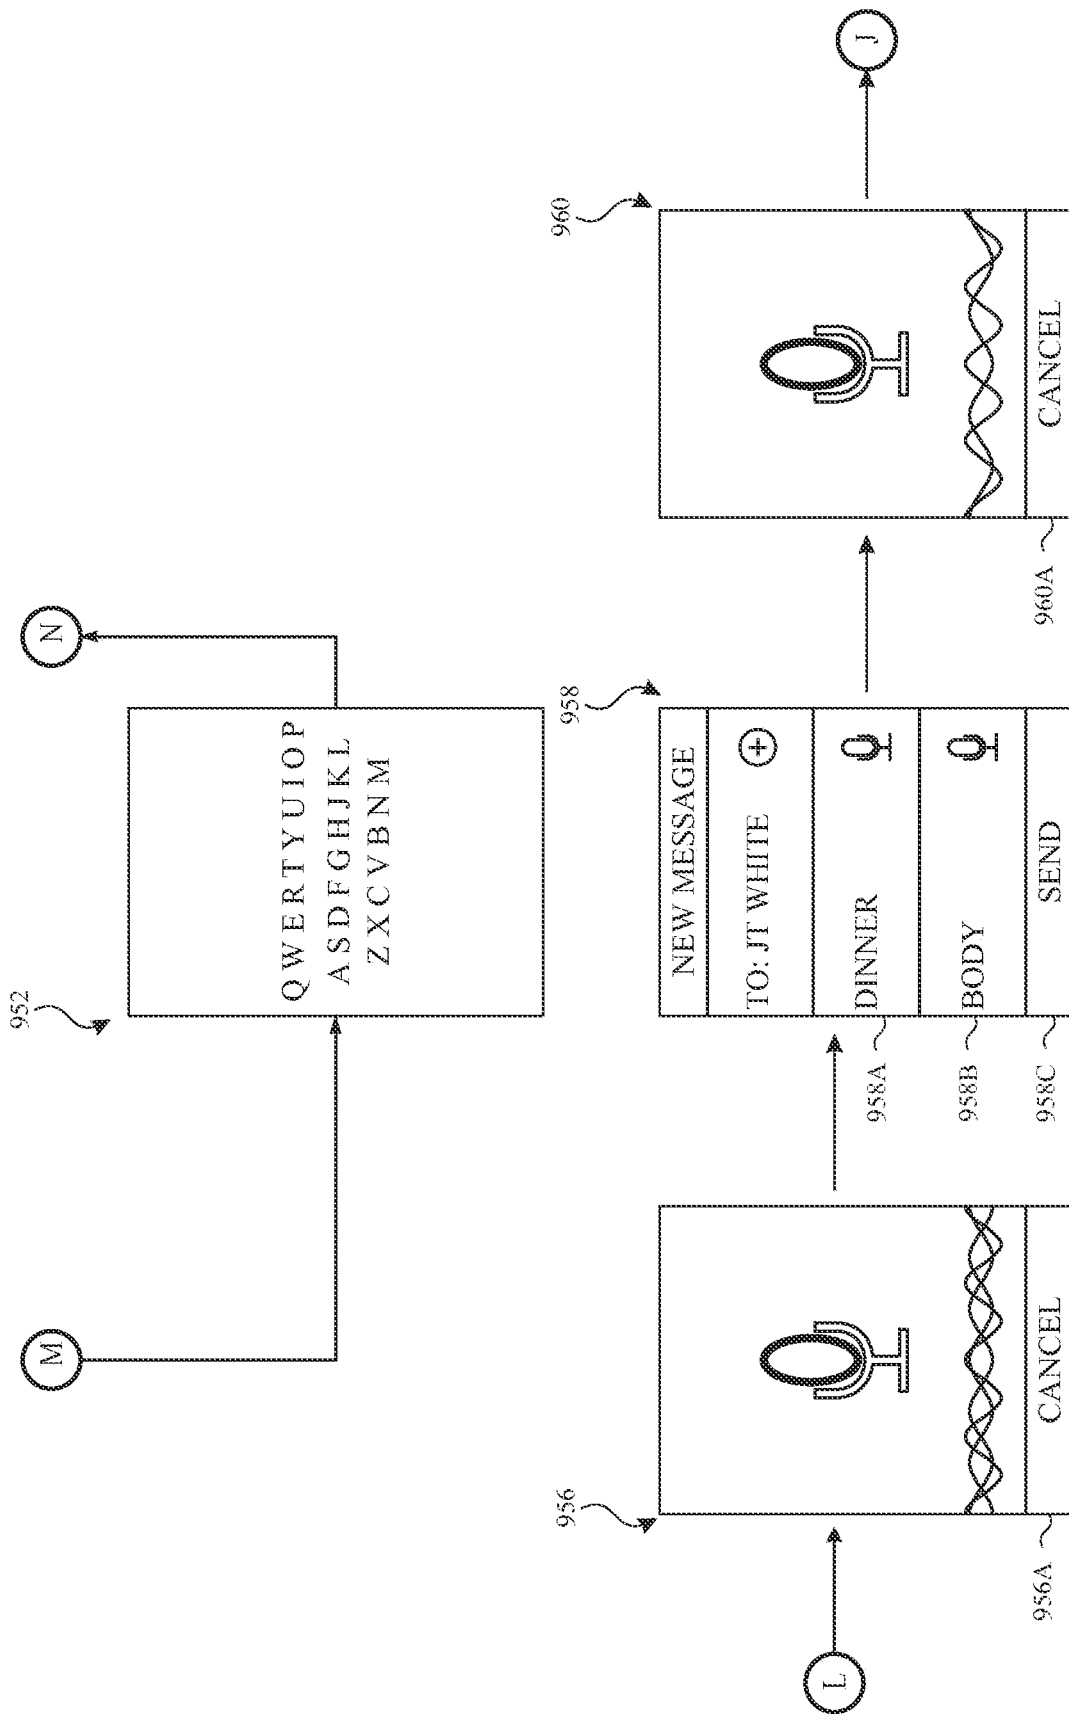 M
N
952
Q W E R T Y U I O P
A S D F G H J K L
Z X C V B N M
L
956
CANCEL
956A
958
NEW MESSAGE
TO: JT WHITE
+
DINNER
958A
BODY
958B
SEND
958C
960
CANCEL
960A
J